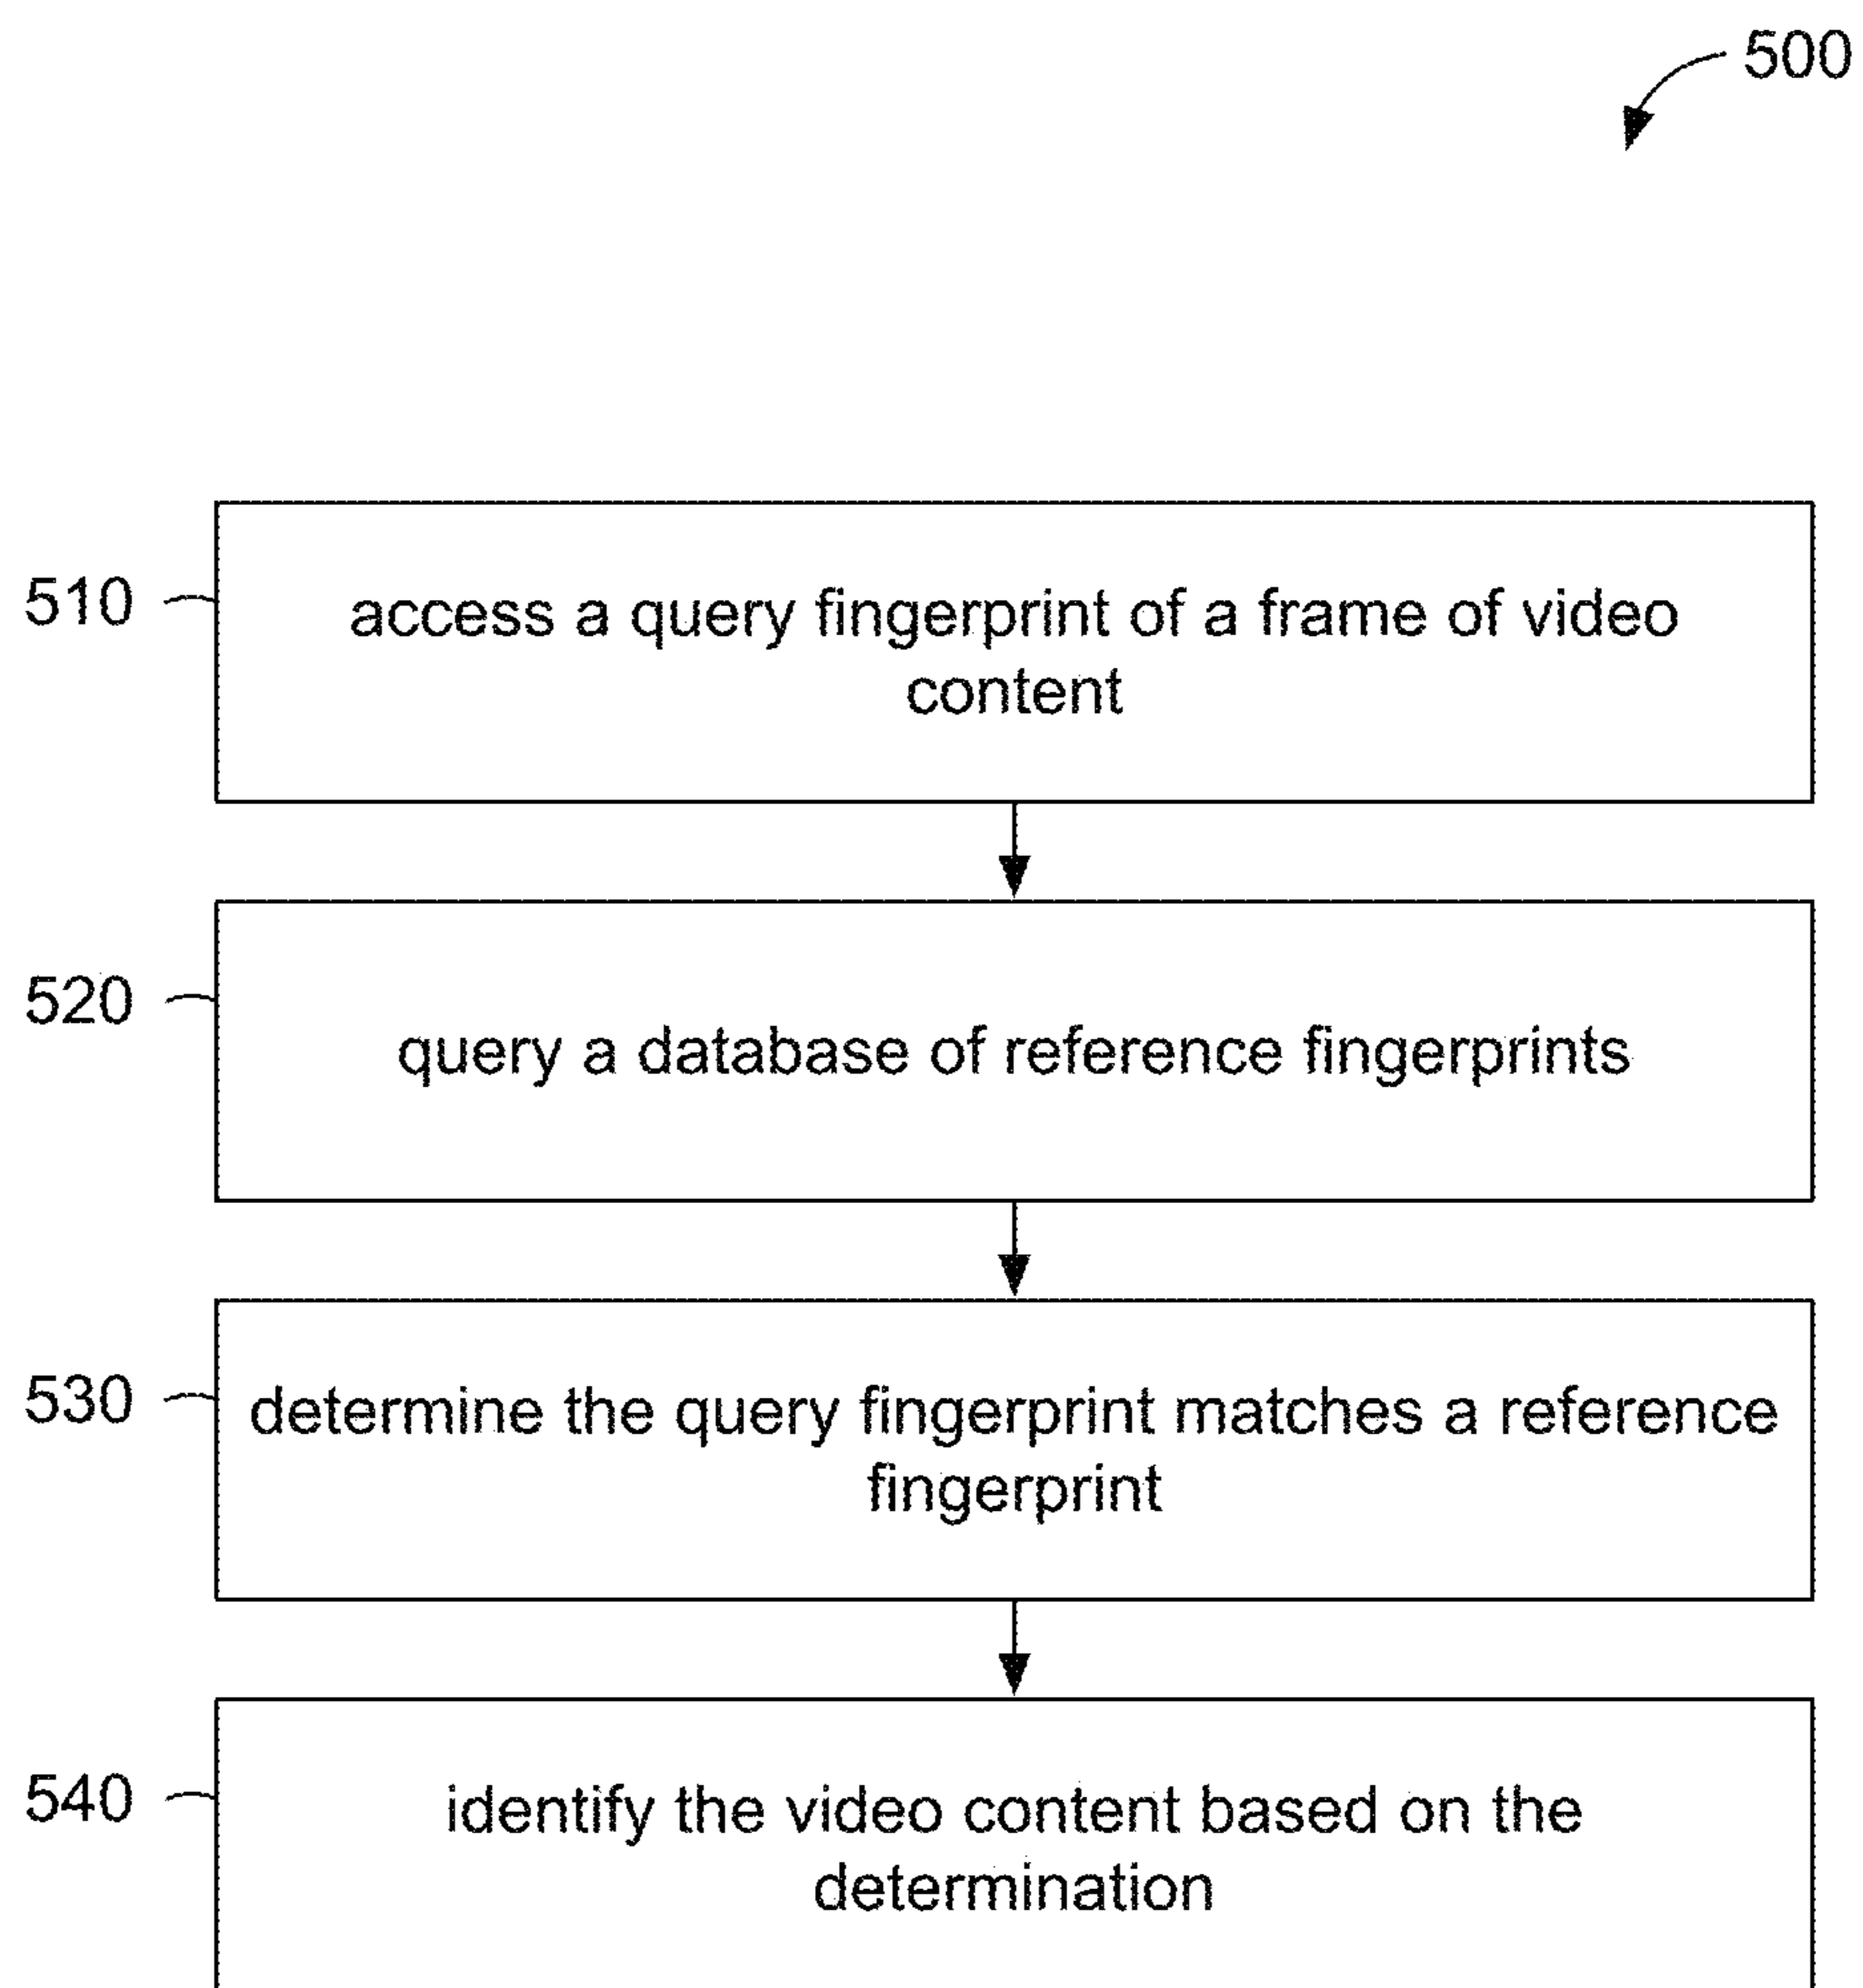 500
510
access a query fingerprint of a frame of video
content
520
query a database of reference fingerprints
530
determine the query fingerprint matches a reference
fingerprint
540
identify the video content based on the
determination